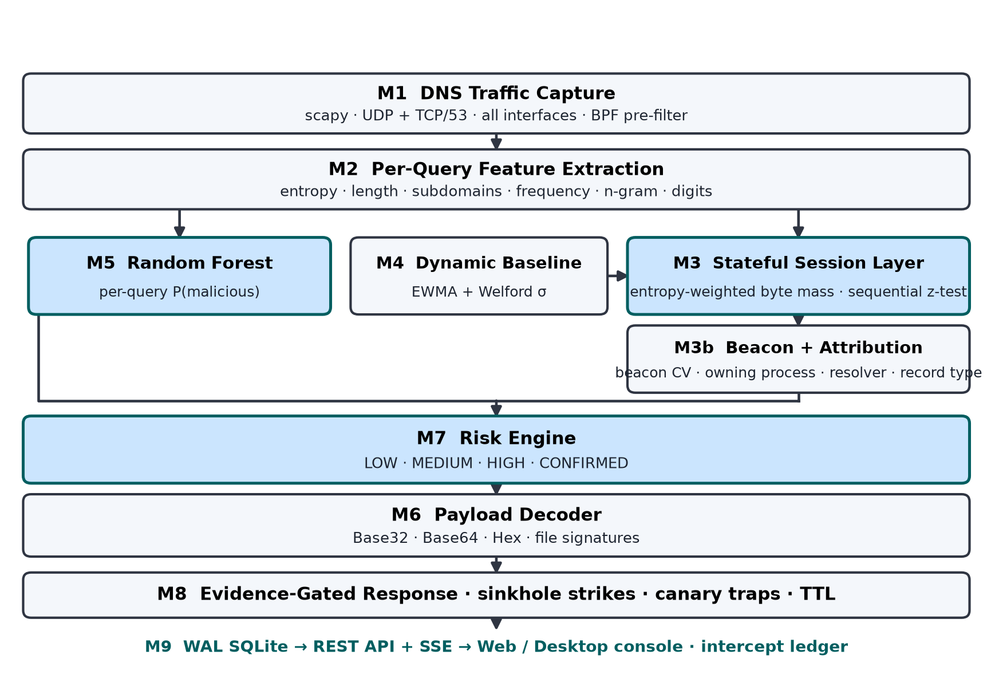 M1  DNS Traffic Capture
scapy · UDP + TCP/53 · all interfaces · BPF pre-filter
M2  Per-Query Feature Extraction
entropy · length · subdomains · frequency · n-gram · digits
M5  Random Forest
per-query P(malicious)
M4  Dynamic Baseline
EWMA + Welford σ
M3  Stateful Session Layer
entropy-weighted byte mass · sequential z-test
M3b  Beacon + Attribution
beacon CV · owning process · resolver · record type
M7  Risk Engine
LOW · MEDIUM · HIGH · CONFIRMED
M6  Payload Decoder
Base32 · Base64 · Hex · file signatures
M8  Evidence-Gated Response · sinkhole strikes · canary traps · TTL
M9  WAL SQLite → REST API + SSE → Web / Desktop console · intercept ledger